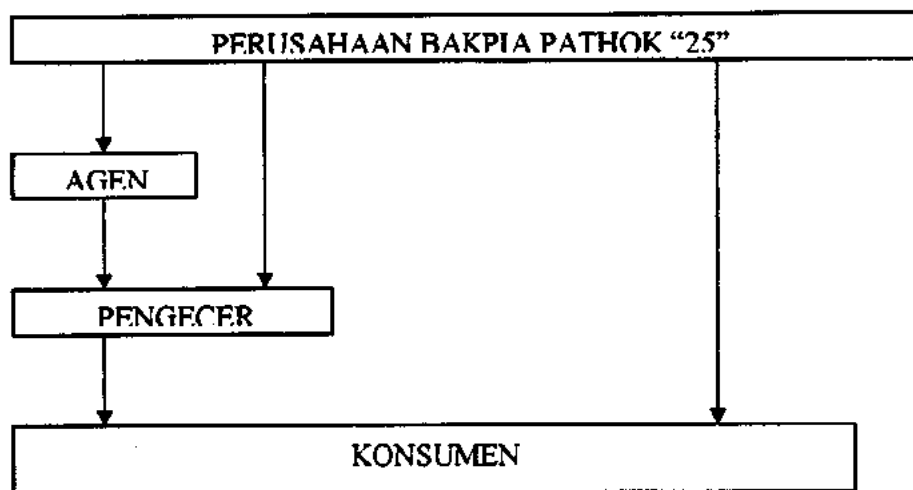 PERUSAHAAN BAKPIA PATHOK “25”
AGEN
PENGECER
KONSUMEN